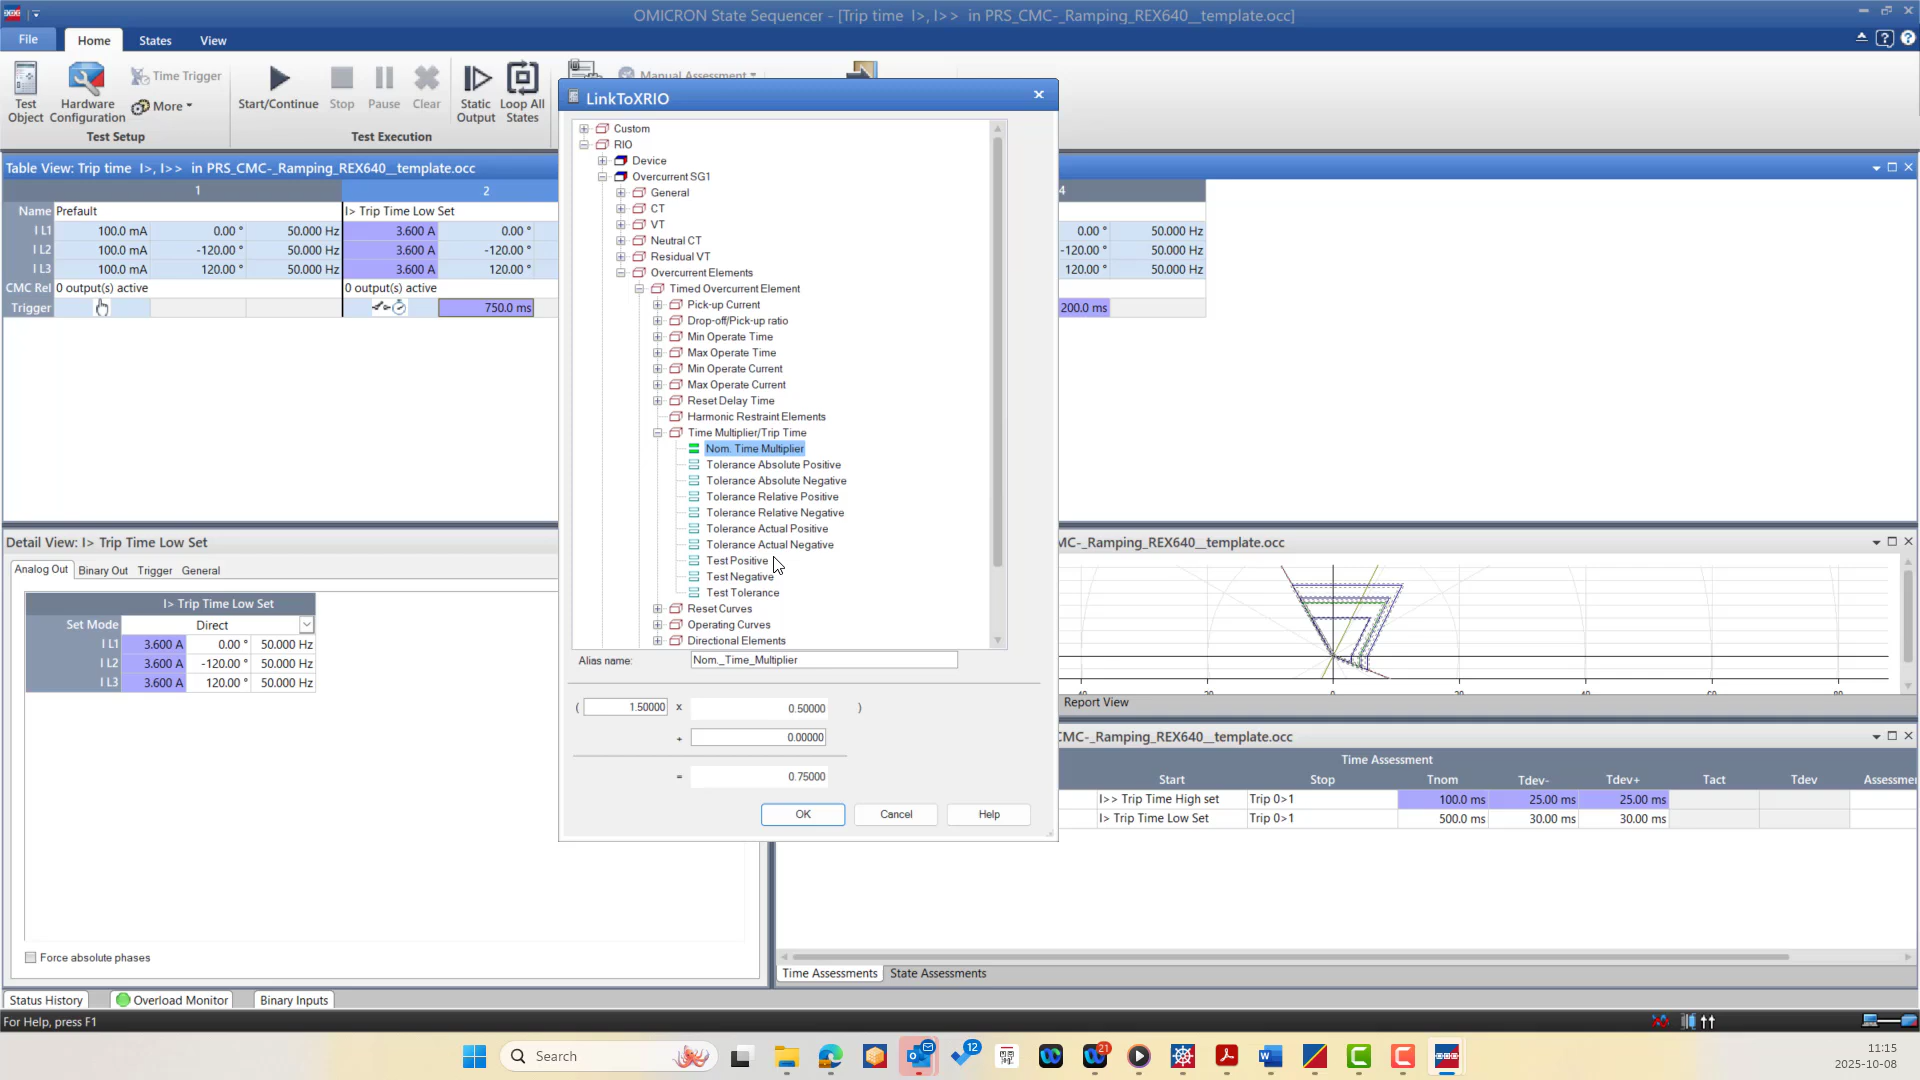 OMICRON State Sequencer - [Trip time I>, I>> in PRS_CMC-_Ramping_REX640__template.occ]
File
Home
States
View
Test Object
Hardware Configuration
Time Trigger
More
Test Setup
Start/Continue
Stop
Pause
Clear
Static Output
Loop All States
Test Execution
Manual Assessment
Table View: Trip time I>, I>> in PRS_CMC-_Ramping_REX640__template.occ
1 2 4
Name Prefault I> Trip Time Low Set
I L1 100.0 mA 0.00 ° 50.000 Hz 3.600 A 0.00 ° 0.00 ° 50.000 Hz
I L2 100.0 mA -120.00 ° 50.000 Hz 3.600 A -120.00 ° -120.00 ° 50.000 Hz
I L3 100.0 mA 120.00 ° 50.000 Hz 3.600 A 120.00 ° 120.00 ° 50.000 Hz
CMC Rel 0 output(s) active 0 output(s) active
Trigger 750.0 ms 200.0 ms
LinkToXRIO
Custom
RIO
Device
Overcurrent SG1
General
CT
VT
Neutral CT
Residual VT
Overcurrent Elements
Timed Overcurrent Element
Pick-up Current
Drop-off/Pick-up ratio
Min Operate Time
Max Operate Time
Min Operate Current
Max Operate Current
Reset Delay Time
Harmonic Restraint Elements
Time Multiplier/Trip Time
Nom. Time Multiplier
Tolerance Absolute Positive
Tolerance Absolute Negative
Tolerance Relative Positive
Tolerance Relative Negative
Tolerance Actual Positive
Tolerance Actual Negative
Test Positive
Test Negative
Test Tolerance
Reset Curves
Operating Curves
Directional Elements
Alias name: Nom._Time_Multiplier
( 1.50000 x 0.50000 )
+ 0.00000
= 0.75000
OK
Cancel
Help
Detail View: I> Trip Time Low Set
Analog Out
Binary Out
Trigger
General
I> Trip Time Low Set
Set Mode Direct
I L1 3.600 A 0.00 ° 50.000 Hz
I L2 3.600 A -120.00 ° 50.000 Hz
I L3 3.600 A 120.00 ° 50.000 Hz
Force absolute phases
MC-_Ramping_REX640__template.occ
20 0 20 40 60 80
Report View
CMC-_Ramping_REX640__template.occ
Time Assessment
Start Stop Tnom Tdev- Tdev+ Tact Tdev Assessme
I>> Trip Time High set Trip 0>1 100.0 ms 25.00 ms 25.00 ms
I> Trip Time Low Set Trip 0>1 500.0 ms 30.00 ms 30.00 ms
Time Assessments
State Assessments
Status History
Overload Monitor
Binary Inputs
For Help, press F1
Search
12
21
11:15
2025-10-08